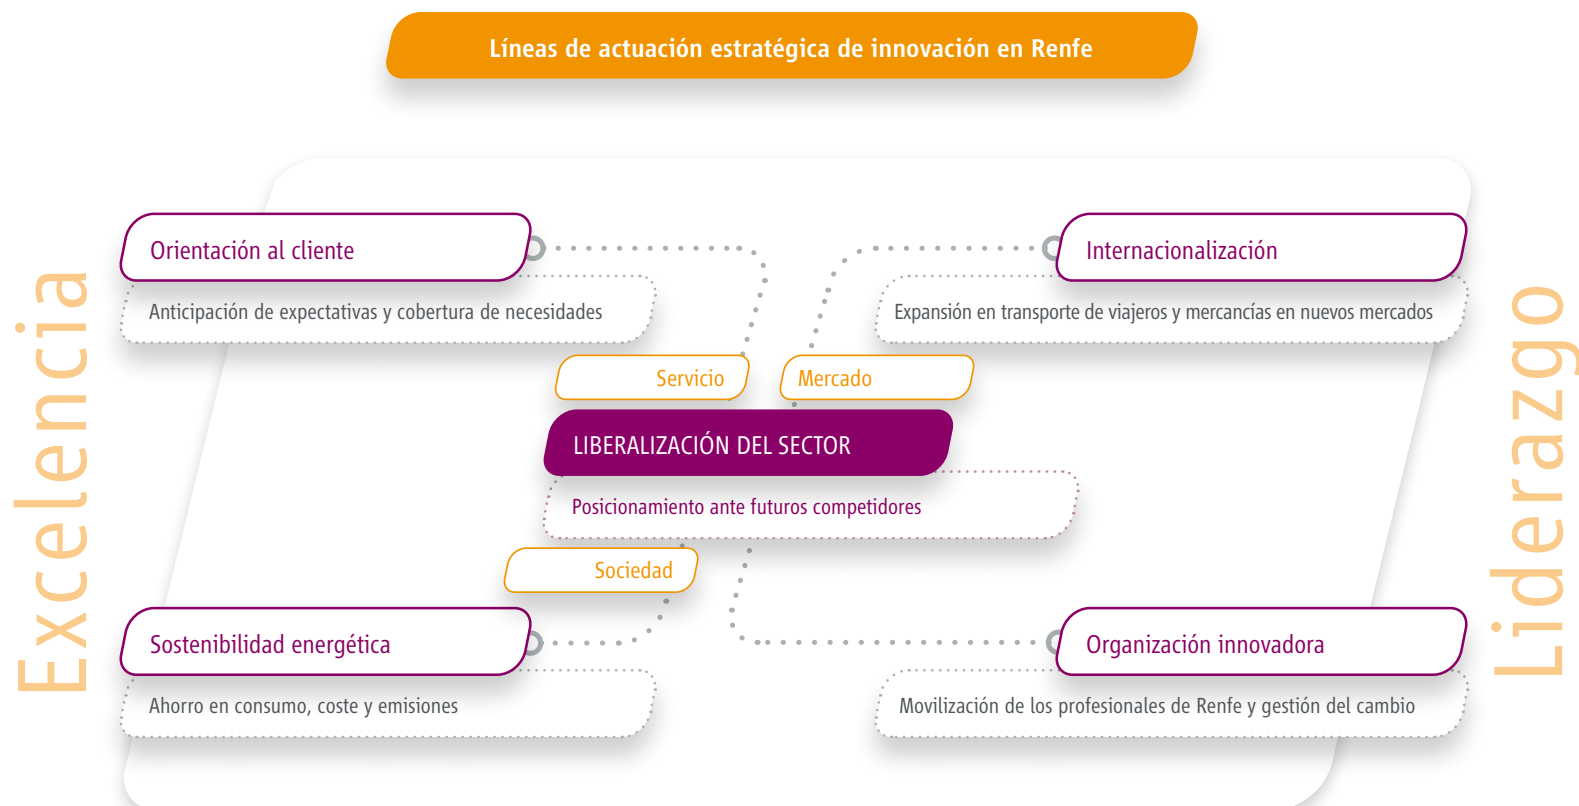 Líneas de actuación estratégica de innovación en Renfe
Excelencia
Orientación al cliente
Anticipación de expectativas y cobertura de necesidades
Internacionalización
Expansión en transporte de viajeros y mercancías en nuevos mercados
Servicio
Mercado
LIBERALIZACIÓN DEL SECTOR
Posicionamiento ante futuros competidores
Sociedad
Sostenibilidad energética
Ahorro en consumo, coste y emisiones
Organización innovadora
Movilización de los profesionales de Renfe y gestión del cambio
Liderazgo